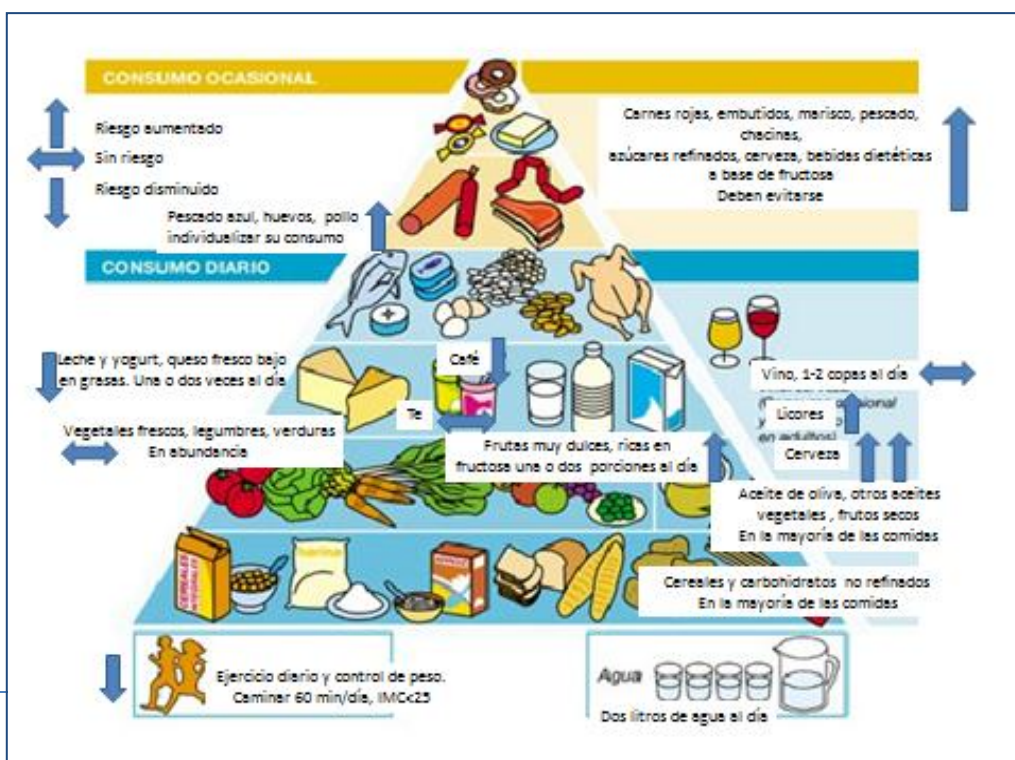 CONSUMO OCASIONAL
Riesgo aumentado
Sin riesgo
Riesgo disminuido
Carnes rojas, embutidos, marisco, pescado,
chacinas,
azúcares refinados, cerveza, bebidas dietéticas
a base de fructosa
Deben evitarse
Pescado azul, huevos, pollo
individualizar su consumo
CONSUMO DIARIO
Leche y yogurt, queso fresco bajo
en grasas. Una o dos veces al día
Café
Te
Vino, 1-2 copas al día
Licores
en adultos)
Cerveza
Vegetales frescos, legumbres, verduras
En abundancia
Frutas muy dulces, ricas en
fructosa una o dos porciones al día
Aceite de oliva, otros aceites
vegetales , frutos secos
En la mayoría de las comidas
CEREALES
INTEGRALES
harina
Cereales y carbohidratos no refinados
En la mayoría de las comidas
Ejercicio diario y control de peso.
Caminar 60 min/día, IMC<25
Agua
Dos litros de agua al día